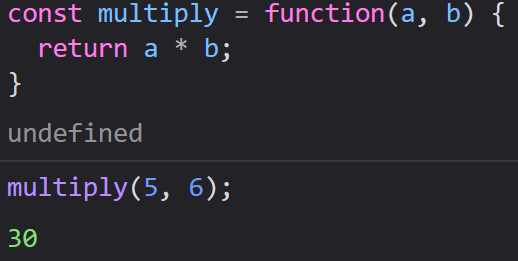 const multiply = function(a, b) {
  return a * b;
}
undefined
multiply(5, 6);
30